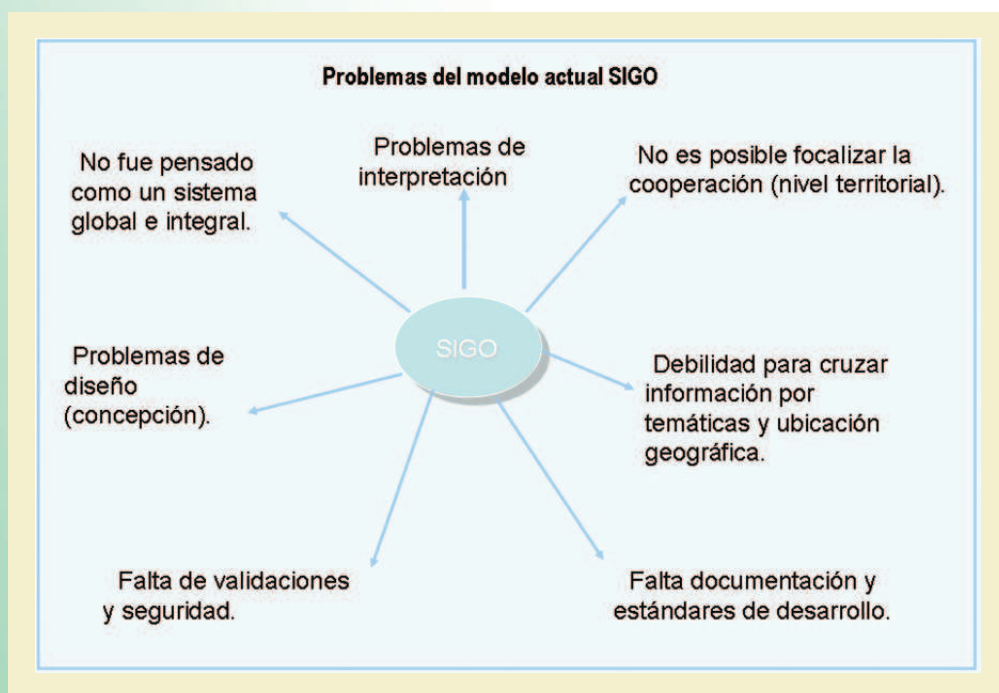 Problemas del modelo actual SIGO
No fue pensado
como un sistema
global e integral.
Problemas de
interpretación
No es posible focalizar la
cooperación (nivel territorial).
SIGO
Problemas de
diseño
(concepción).
Debilidad para cruzar
información por
temáticas y ubicación
geográfica.
Falta de validaciones
y seguridad.
Falta documentación y
estándares de desarrollo.